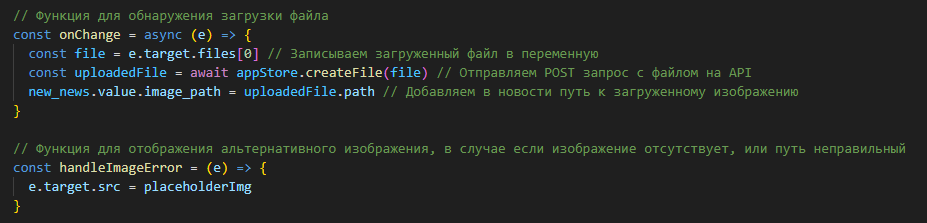 // Функция для обнаружения загрузки файла
const onChange = async (e) => {
  const file = e.target.files[0] // Записываем загруженный файл в переменную
  const uploadedFile = await appStore.createFile(file) // Отправляем POST запрос с файлом на API
  new_news.value.image_path = uploadedFile.path // Добавляем в новости путь к загруженному изображению
}

// Функция для отображения альтернативного изображения, в случае если изображение отсутствует, или путь неправильный
const handleImageError = (e) => {
  e.target.src = placeholderImg
}